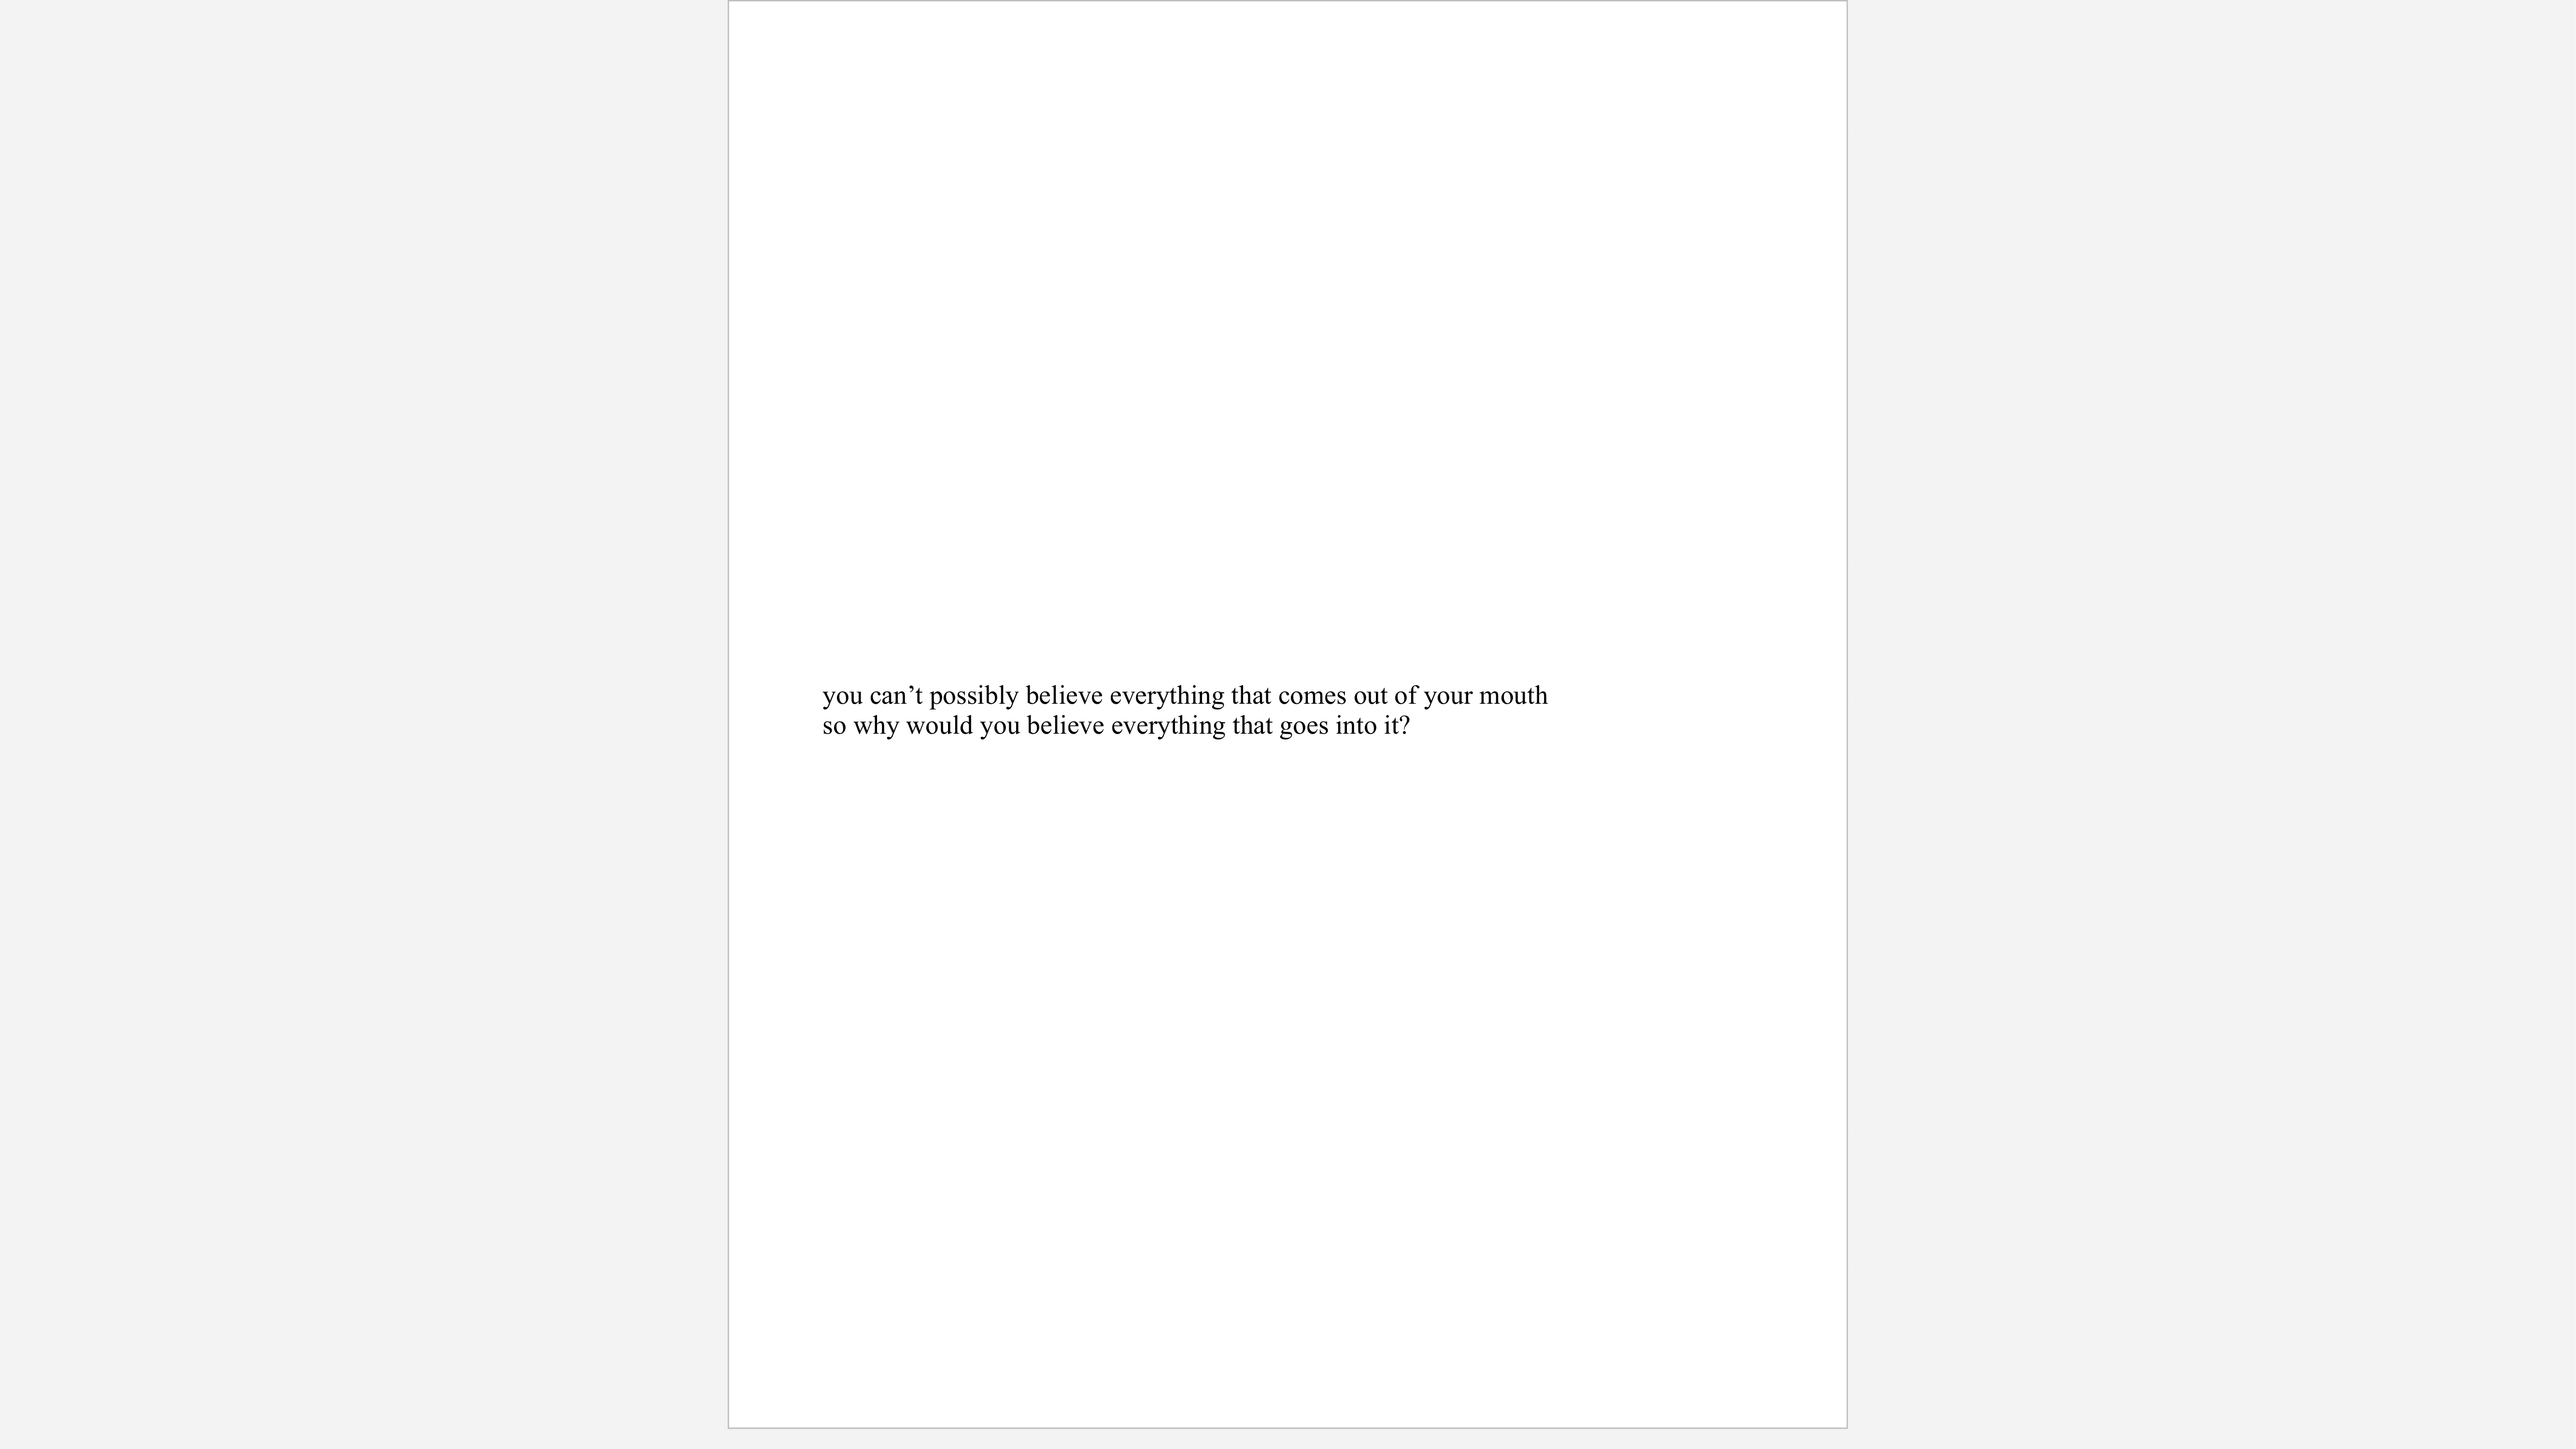 you can’t possibly believe everything that comes out of your mouth
so why would you believe everything that goes into it?